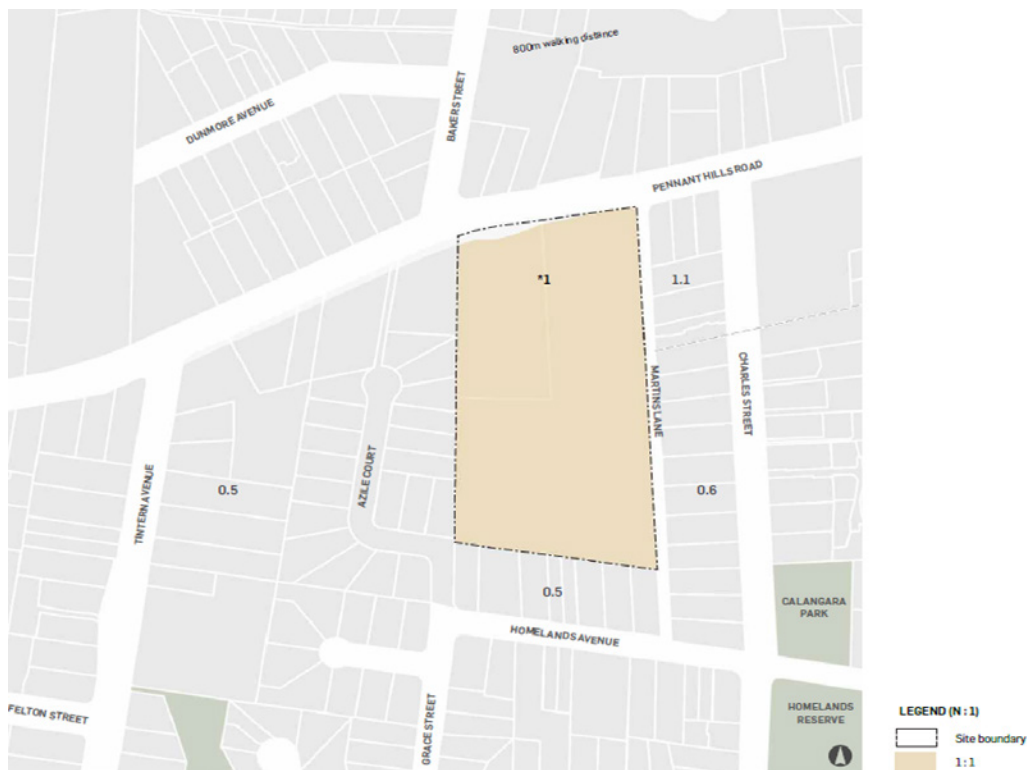 800m walking distince
BAKER STREET
DUNMORE AVENUE
PENNANT HILLS ROAD
*1
1.1
MARTINS LANE
CHARLES STREET
AZILE COURT
0.5
0.6
TINTERN AVENUE
0.5
CALANGARA
PARK
HOMELANDS AVENUE
FELTON STREET
GRACE STREET
HOMELANDS
RESERVE
LEGEND (N : 1)
Site boundary
1 : 1